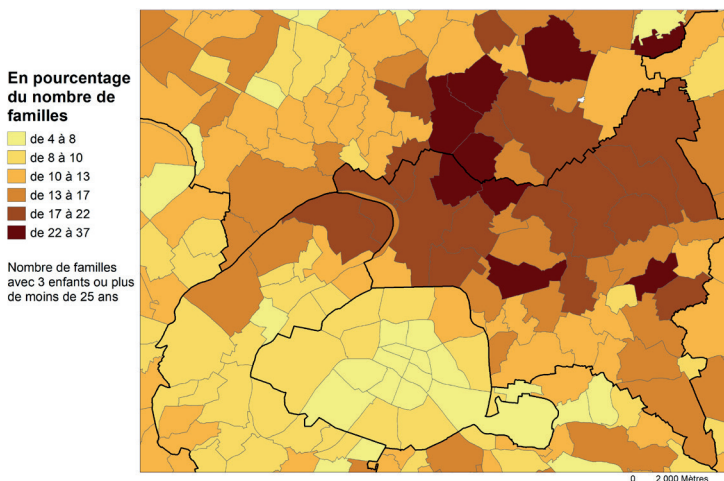 En pourcentage
du nombre de
familles
de 4 à 8
de 8 à 10
de 10 à 13
de 13 à 17
de 17 à 22
de 22 à 37
Nombre de familles
avec 3 enfants ou plus
de moins de 25 ans
0 2 000 Mètres